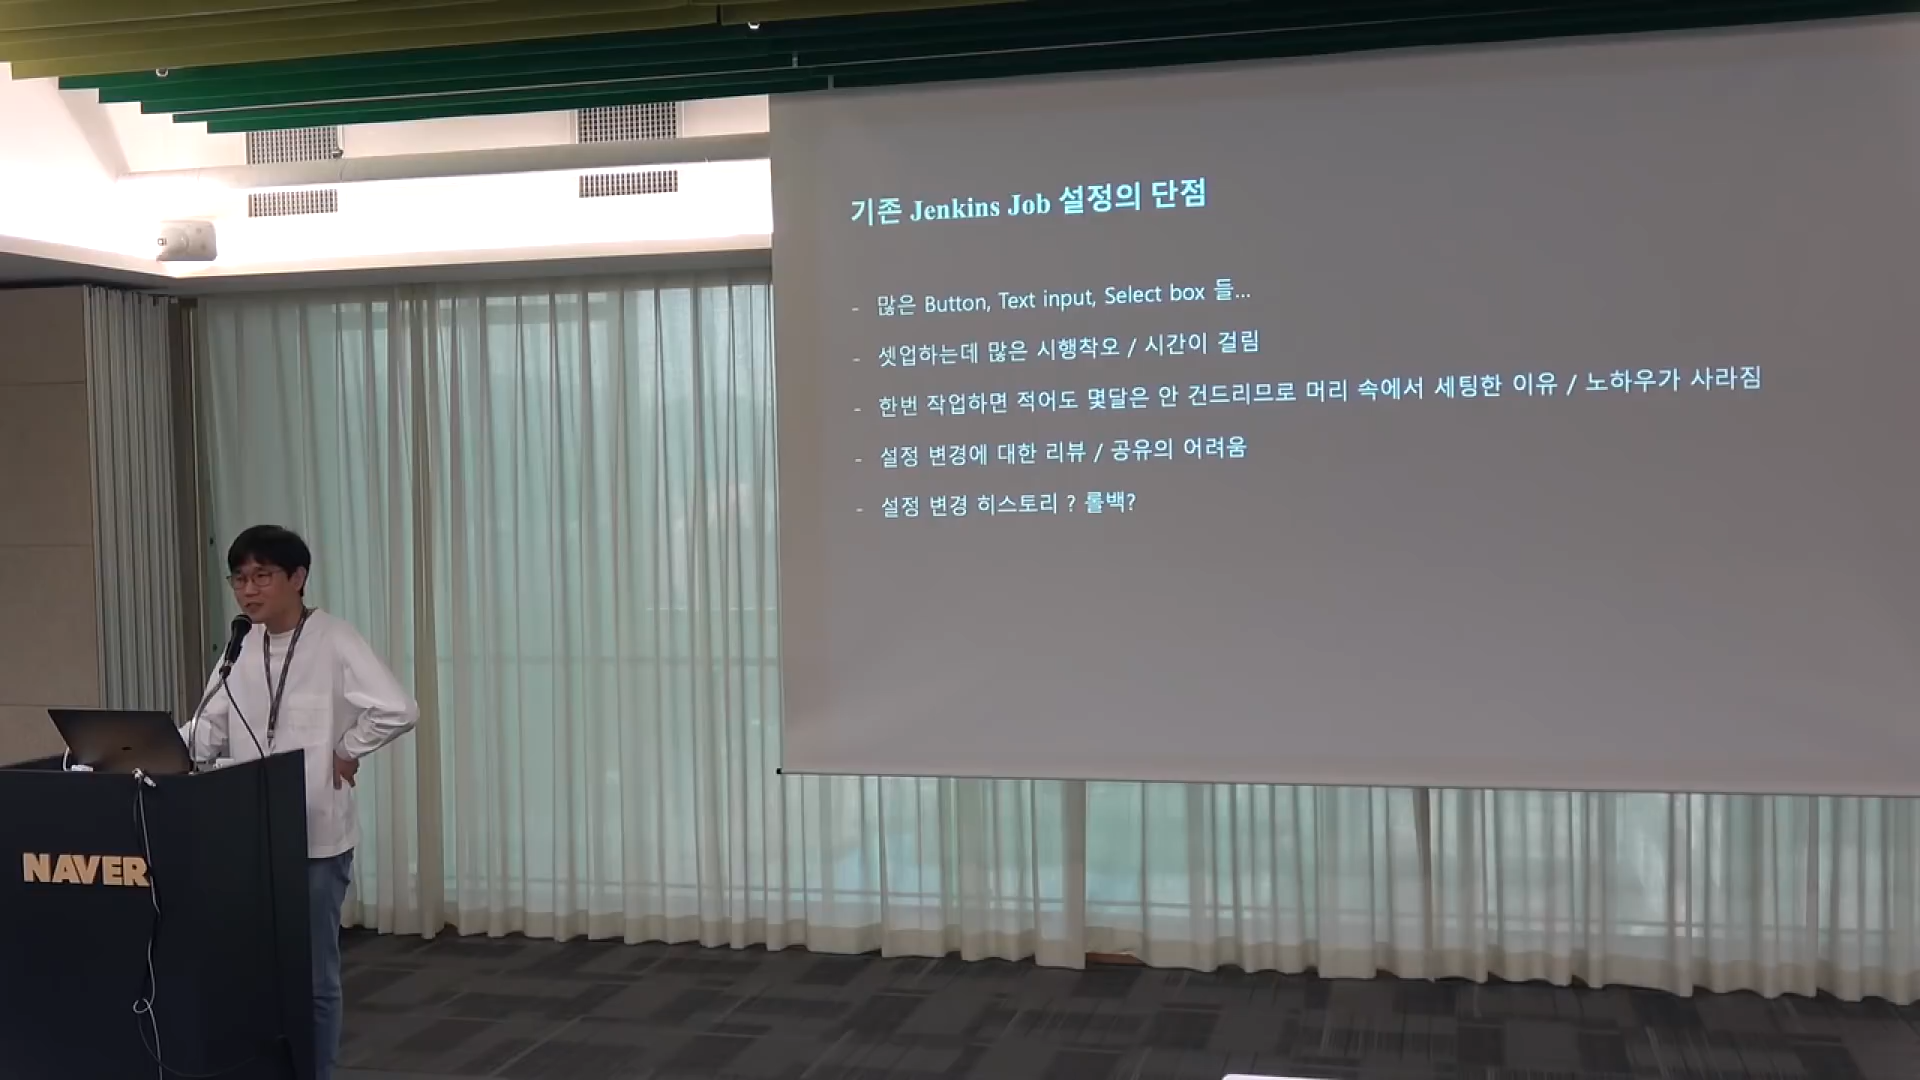 기존 Jenkins Job 설정의 단점
- 많은 Button, Text input, Select box 들...
- 셋업하는데 많은 시행착오 / 시간이 걸림
- 한번 작업하면 적어도 몇달은 안 건드리므로 머리 속에서 세팅한 이유 / 노하우가 사라짐
- 설정 변경에 대한 리뷰 / 공유의 어려움
- 설정 변경 히스토리 ? 롤백?
NAVER